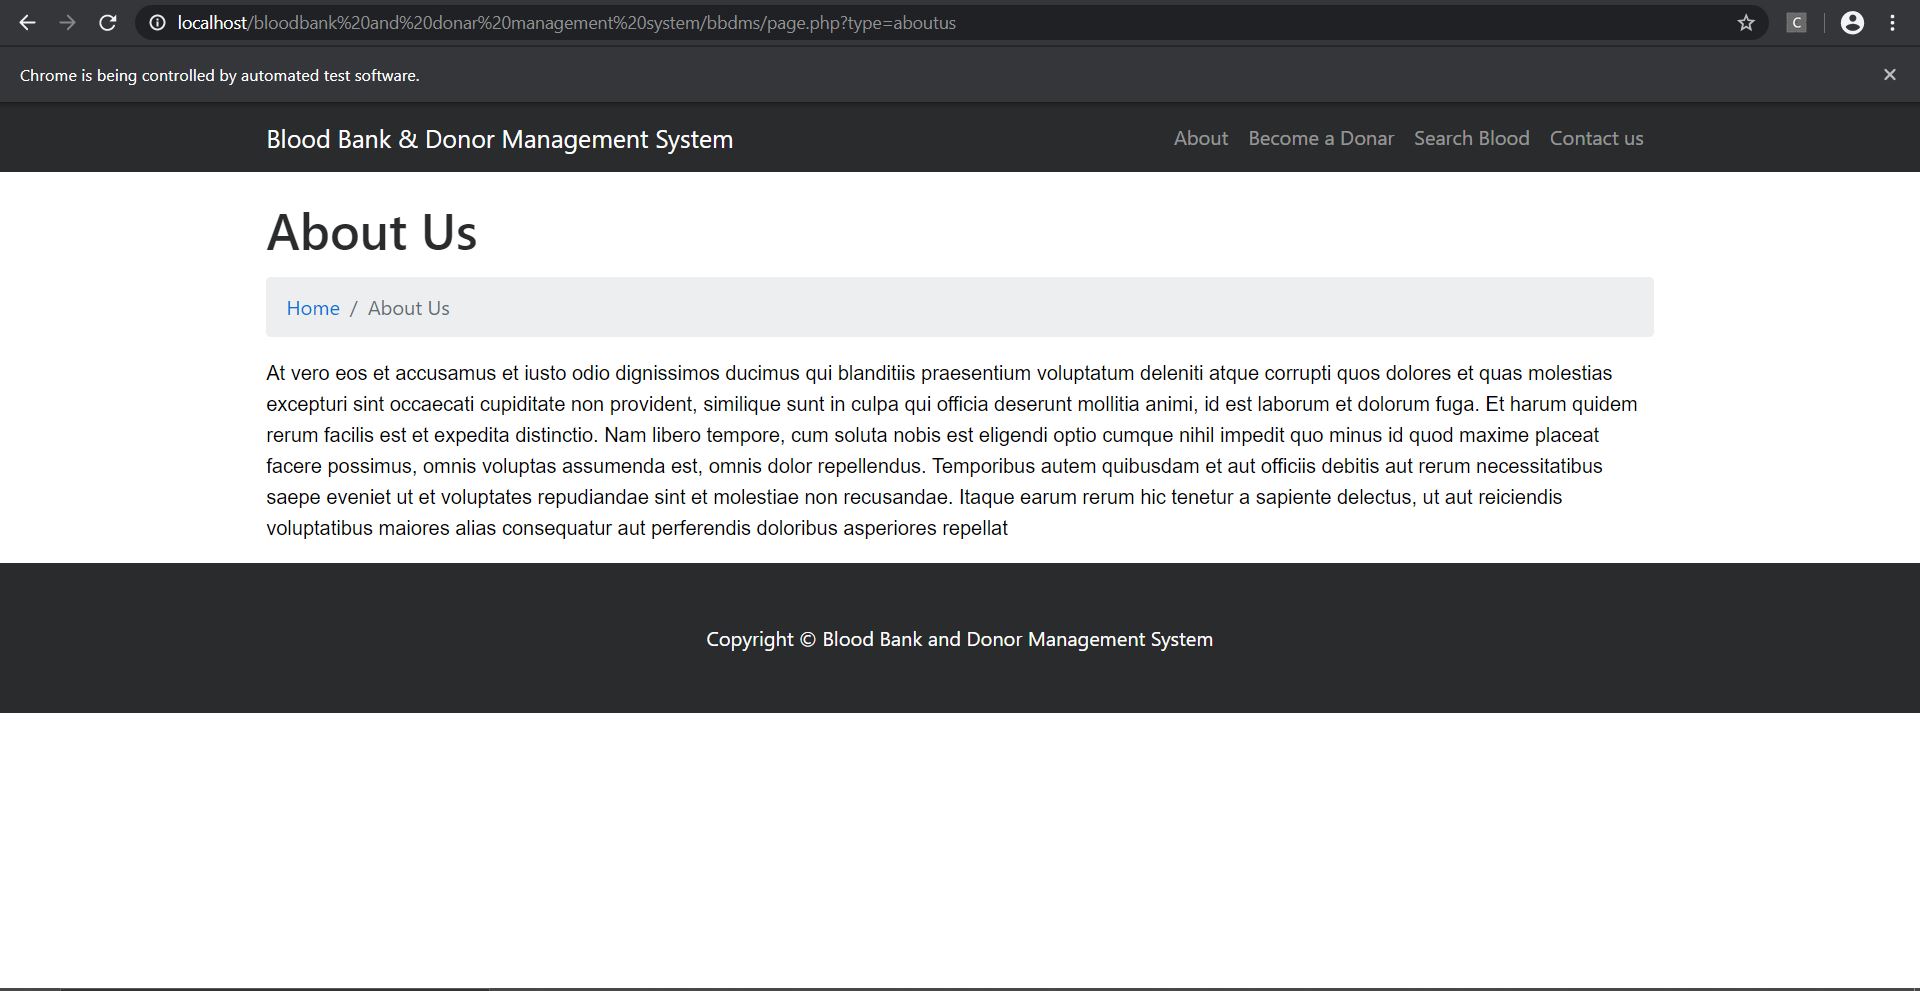 localhost/bloodbank%20and%20donar%20management%20system/bbdms/page.php?type=aboutus
C
Chrome is being controlled by automated test software.
Blood Bank & Donor Management System
About Become a Donar Search Blood Contact us
About Us
Home / About Us
At vero eos et accusamus et iusto odio dignissimos ducimus qui blanditiis praesentium voluptatum deleniti atque corrupti quos dolores et quas molestias
excepturi sint occaecati cupiditate non provident, similique sunt in culpa qui officia deserunt mollitia animi, id est laborum et dolorum fuga. Et harum quidem
rerum facilis est et expedita distinctio. Nam libero tempore, cum soluta nobis est eligendi optio cumque nihil impedit quo minus id quod maxime placeat
facere possimus, omnis voluptas assumenda est, omnis dolor repellendus. Temporibus autem quibusdam et aut officiis debitis aut rerum necessitatibus
saepe eveniet ut et voluptates repudiandae sint et molestiae non recusandae. Itaque earum rerum hic tenetur a sapiente delectus, ut aut reiciendis
voluptatibus maiores alias consequatur aut perferendis doloribus asperiores repellat
Copyright © Blood Bank and Donor Management System